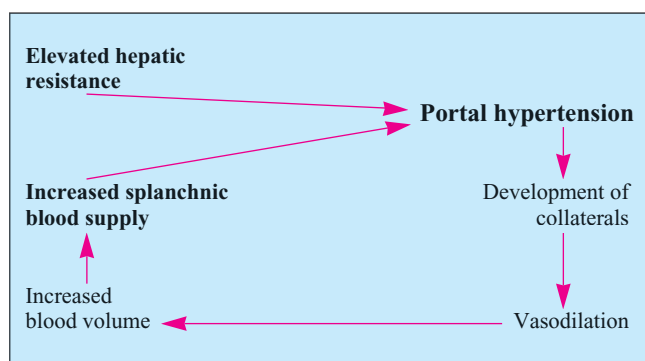 Elevated hepatic
resistance
Portal hypertension
Increased splanchnic
blood supply
Development of
collaterals
Increased
blood volume
Vasodilation